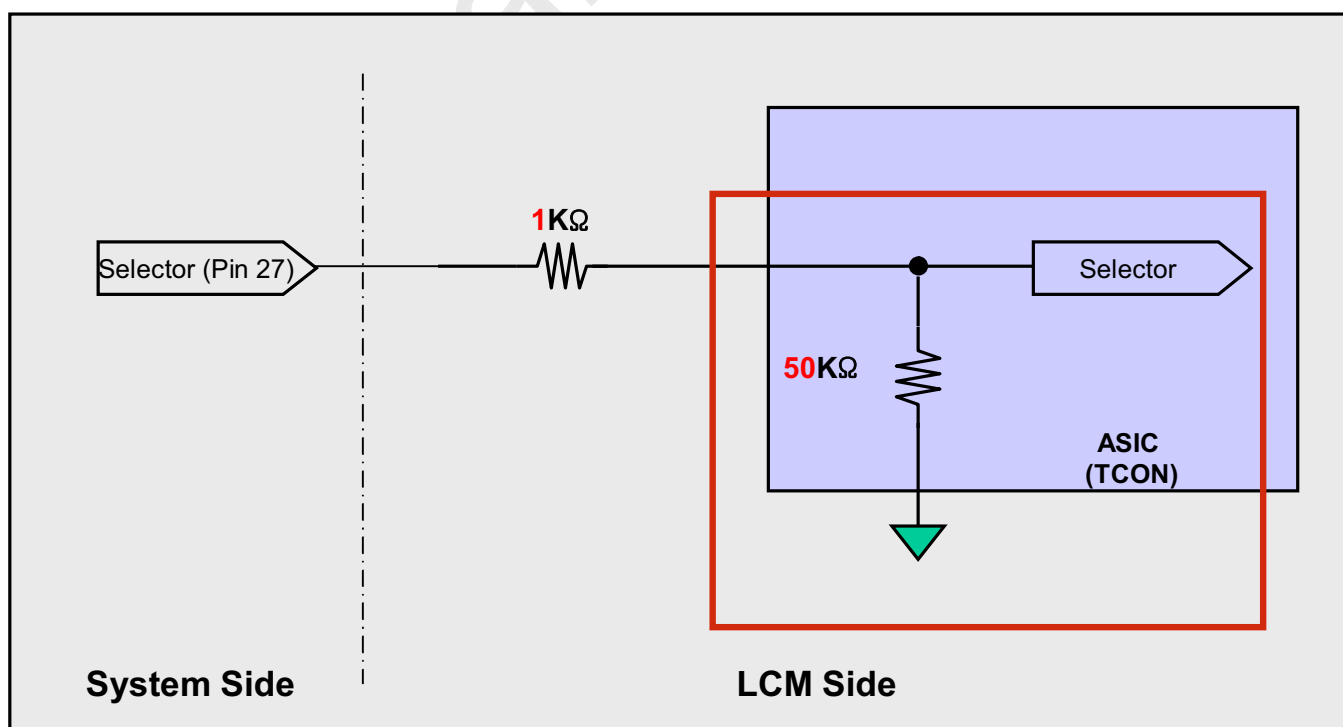 1KΩ
Selector (Pin 27)
Selector
50KΩ
ASIC
(TCON)
System Side
LCM Side